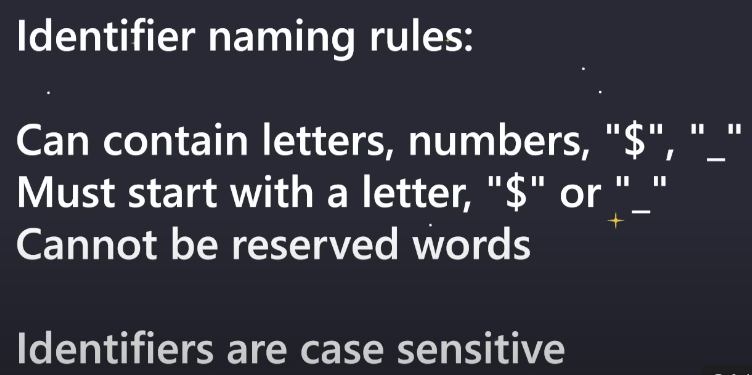 Identifier naming rules:
Can contain letters, numbers, "$", "_"
Must start with a letter, "$" or "_"
Cannot be reserved words
Identifiers are case sensitive